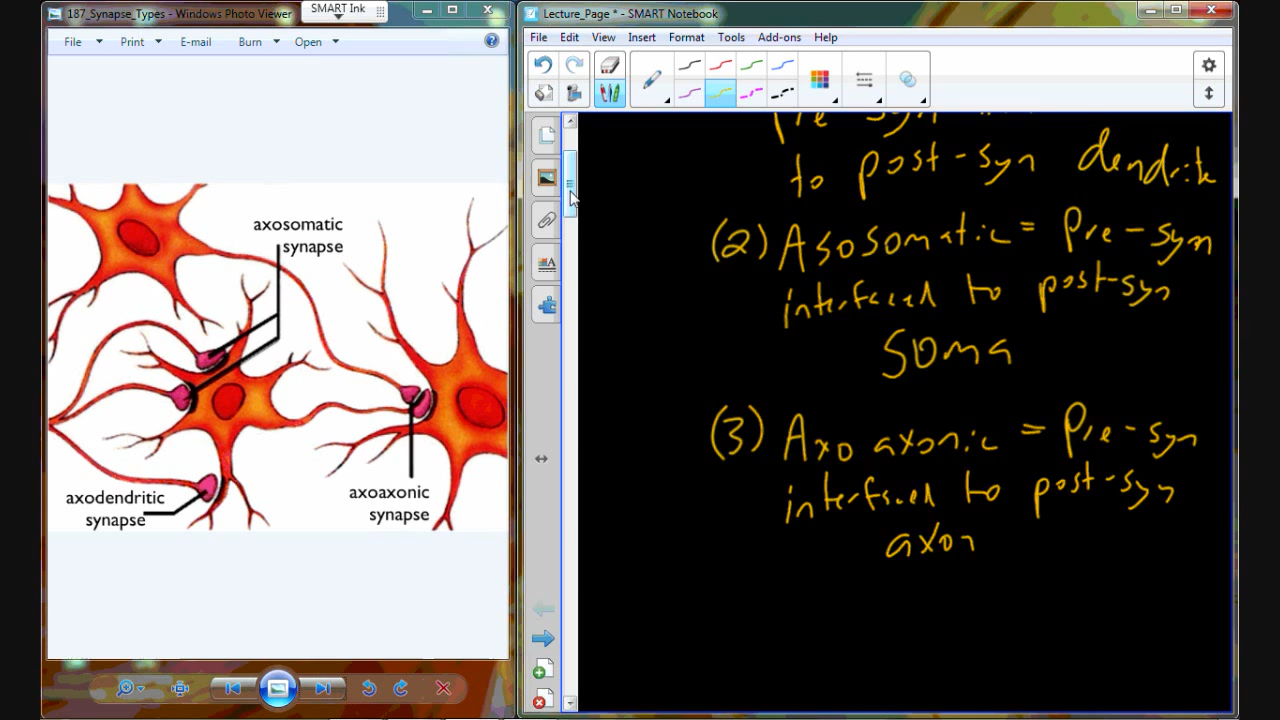 187_Synapse_Types - Windows Photo Viewer
SMART Ink
File Print E-mail Burn Open
axosomatic
synapse
axodendritic
synapse
axoaxonic
synapse
Lecture_Page * - SMART Notebook
File Edit View Insert Format Tools Add-ons Help
to post-syn dendrite
(2) Asosomatic = Pre-syn
interfaced to post-syn
soma
(3) Axo axonic = Pre-syn
interfaced to post-syn
axon